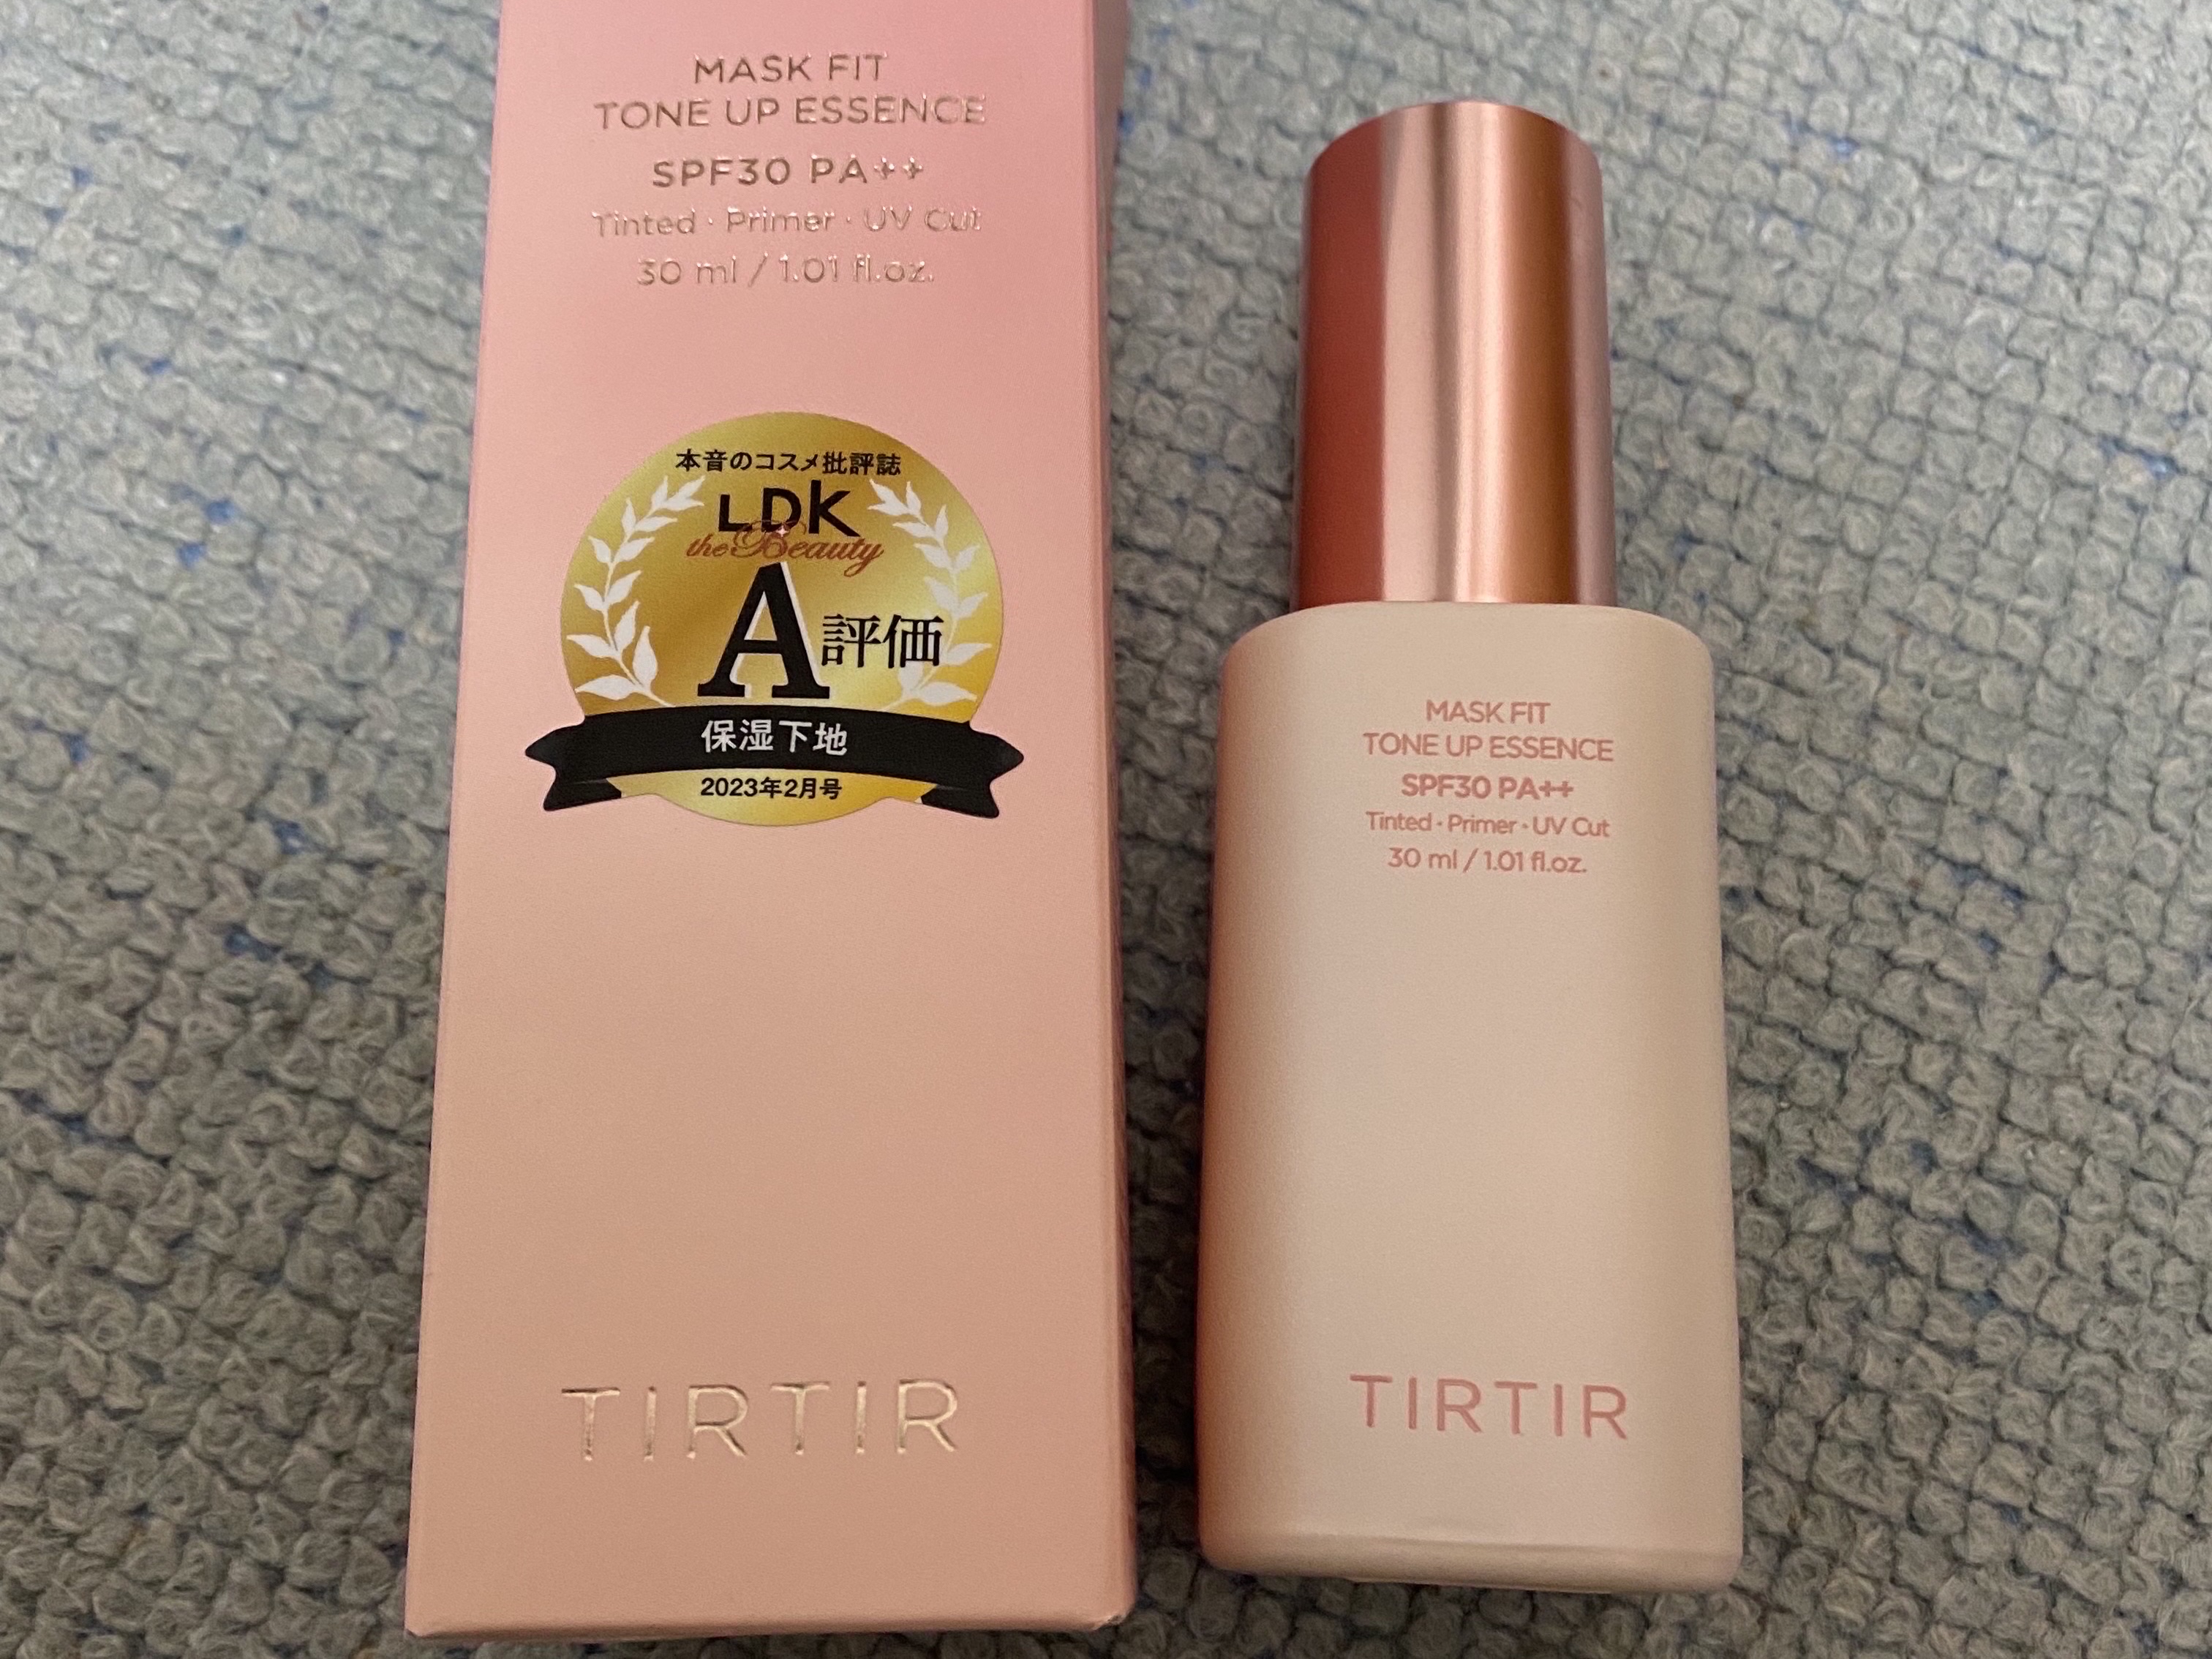 MASK FIT
TONE UP ESSENCE
SPF30 PA++
Tinted · Primer · UV Cut
30 ml / 1.01 fl.oz.
本音のコスメ批評誌
LDK
the Beauty
A評価
保湿下地
2023年2月号
TIRTIR
MASK FIT
TONE UP ESSENCE
SPF30 PA++
Tinted · Primer · UV Cut
30 ml / 1.01 fl.oz.
TIRTIR